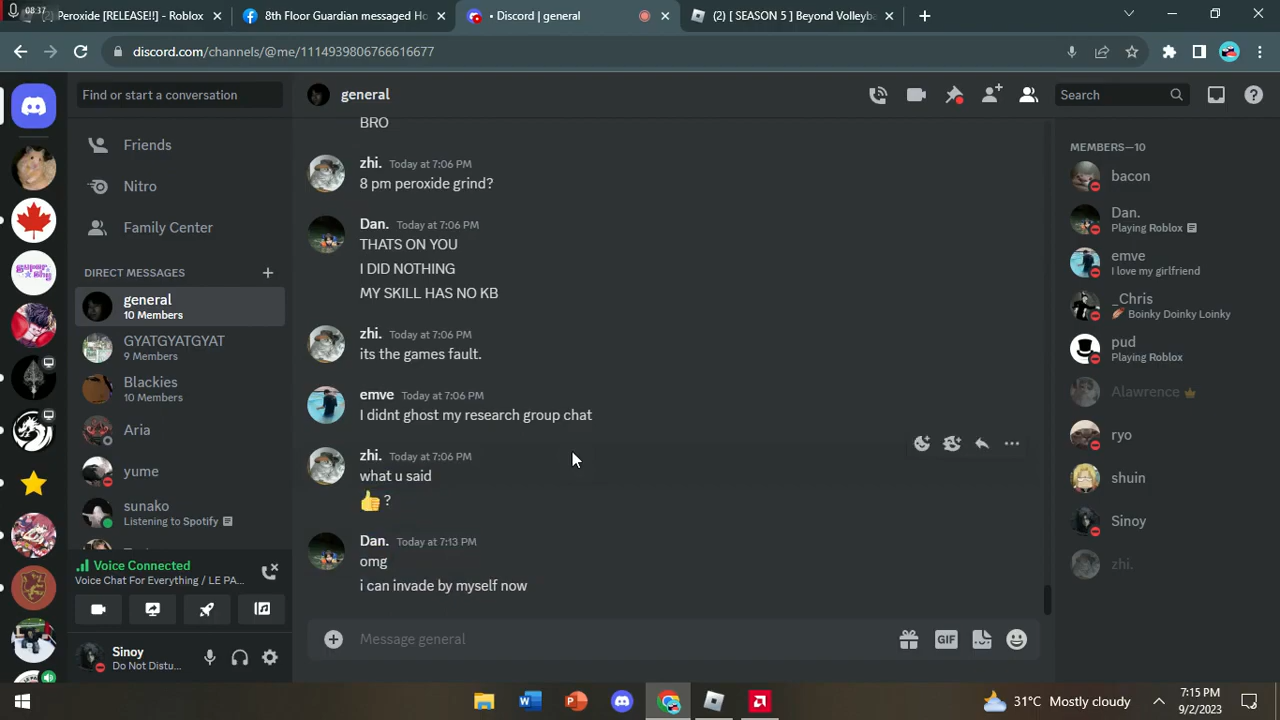 08:37
(2) Peroxide [RELEASE!!] - Roblox
8th Floor Guardian messaged Ho
• Discord | general
(2) [ SEASON 5 ] Beyond Volleyba
discord.com/channels/@me/1114939806766616677
Find or start a conversation
general
Search
Friends
Nitro
Family Center
DIRECT MESSAGES
general
10 Members
GYATGYATGYAT
9 Members
Blackies
10 Members
Aria
yume
sunako
Listening to Spotify
Voice Connected
Voice Chat For Everything / LE PA...
Sinoy
Do Not Distu...
BRO
zhi. Today at 7:06 PM
8 pm peroxide grind?
Dan. Today at 7:06 PM
THATS ON YOU
I DID NOTHING
MY SKILL HAS NO KB
zhi. Today at 7:06 PM
its the games fault.
emve Today at 7:06 PM
I didnt ghost my research group chat
zhi. Today at 7:06 PM
what u said
👍 ?
Dan. Today at 7:13 PM
omg
i can invade by myself now
Message general
GIF
MEMBERS—10
bacon
Dan.
Playing Roblox
emve
I love my girlfriend
_Chris
Boinky Doinky Loinky
pud
Playing Roblox
Alawrence
ryo
shuin
Sinoy
zhi.
31°C Mostly cloudy
7:15 PM
9/2/2023